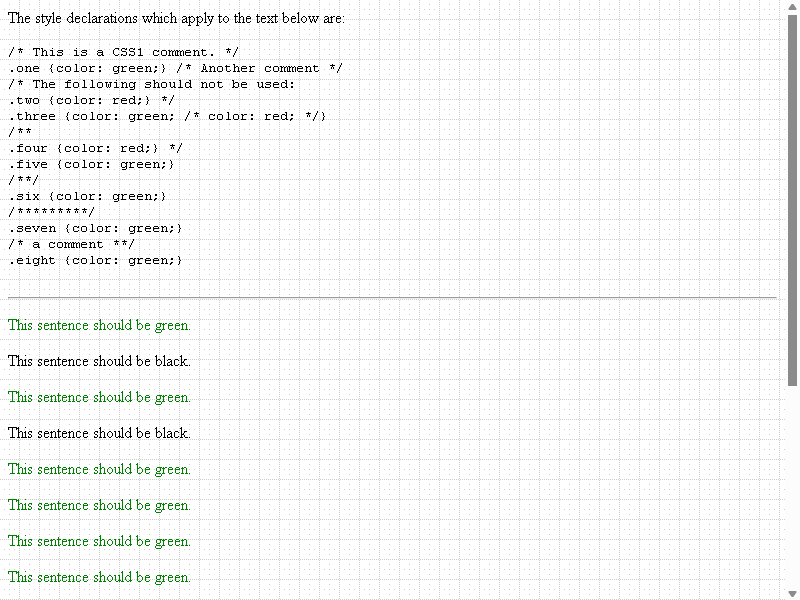 The style declarations which apply to the text below are:
/* This is a CSS1 comment. */
.one {color: green;} /* Another comment */
/* The following should not be used:
.two {color: red;} */
.three {color: green; /* color: red; */}
/**
.four {color: red;} */
.five {color: green;}
/**/
.six {color: green;}
/*********/
.seven {color: green;}
/* a comment **/
.eight {color: green;}
This sentence should be green.
This sentence should be black.
This sentence should be green.
This sentence should be black.
This sentence should be green.
This sentence should be green.
This sentence should be green.
This sentence should be green.